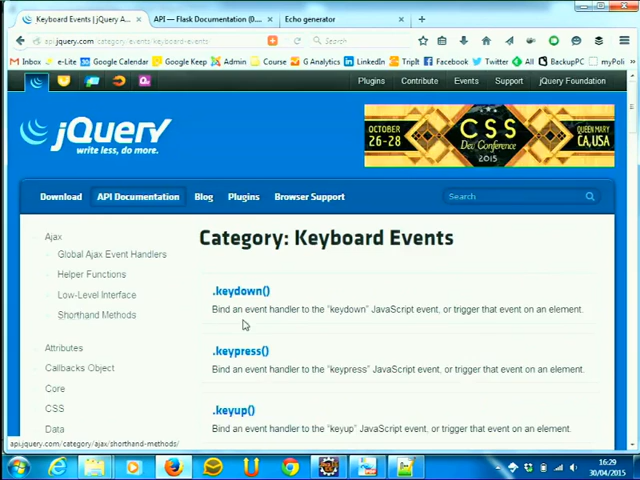 Keyboard Events | jQuery A...
API — Flask Documentation (0....
Echo generator
api.jquery.com/category/events/keyboard-events
Search
Inbox
e-Lite
Google Calendar
Google Keep
Admin
Course
G Analytics
LinkedIn
TripIt
Facebook
Twitter
All
BackupPC
myPoli
Plugins
Contribute
Events
Support
jQuery Foundation
jQuery
write less, do more.
OCTOBER
26-28
CSS
Dev Conference
2015
QUEEN MARY
CA, USA
Download
API Documentation
Blog
Plugins
Browser Support
Search
Ajax
Global Ajax Event Handlers
Helper Functions
Low-Level Interface
Shorthand Methods
Attributes
Callbacks Object
Core
CSS
Data
Category: Keyboard Events
.keydown()
Bind an event handler to the "keydown" JavaScript event, or trigger that event on an element.
.keypress()
Bind an event handler to the "keypress" JavaScript event, or trigger that event on an element.
.keyup()
Bind an event handler to the "keyup" JavaScript event, or trigger that event on an element.
api.jquery.com/category/ajax/shorthand-methods/
16:29
30/04/2015